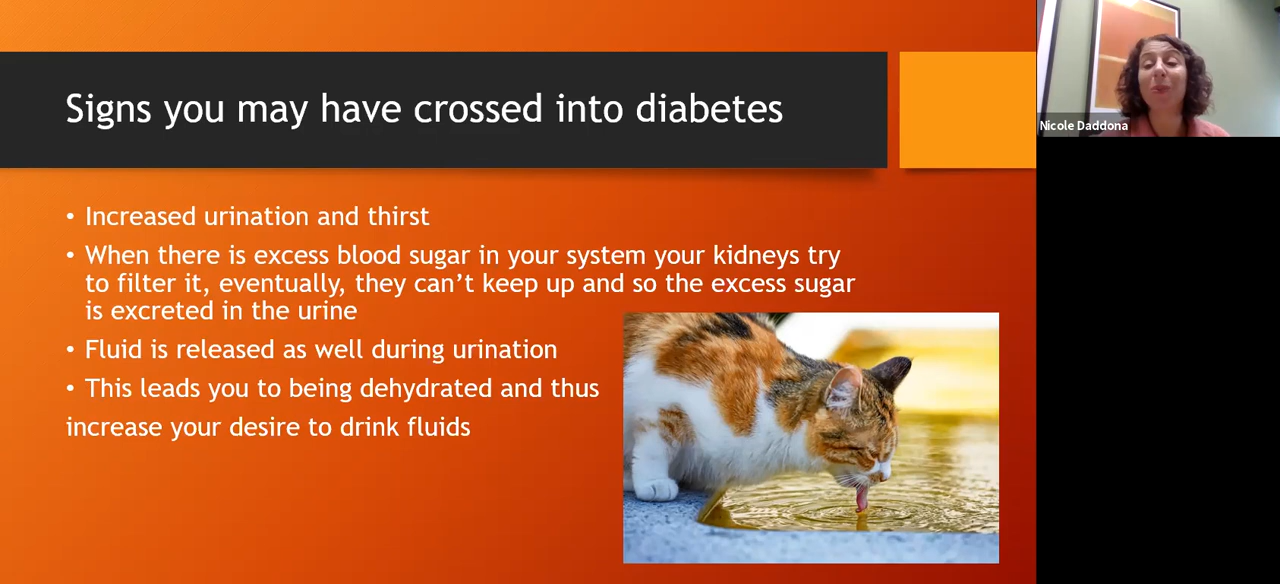 Signs you may have crossed into diabetes
Nicole Daddona
• Increased urination and thirst
• When there is excess blood sugar in your system your kidneys try
to filter it, eventually, they can’t keep up and so the excess sugar
is excreted in the urine
• Fluid is released as well during urination
• This leads you to being dehydrated and thus
increase your desire to drink fluids